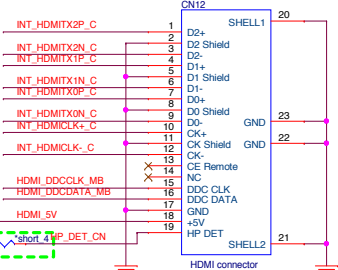 CN12
INT_HDMITX2P_C 1 D2+ SHELL1 20
2 D2 Shield
INT_HDMITX2N_C 3 D2-
INT_HDMITX1P_C 4 D1+
5 D1 Shield
INT_HDMITX1N_C 6 D1-
INT_HDMITX0P_C 7 D0+
8 D0 Shield
INT_HDMITX0N_C 9 D0- GND 23
INT_HDMICLK+_C 10 CK+
11 CK Shield GND 22
INT_HDMICLK-_C 12 CK-
13 CE Remote
14 NC
HDMI_DDCCLK_MB 15 DDC CLK
HDMI_DDCDATA_MB 16 DDC DATA
17 GND
HDMI_5V 18 +5V
*short_4 HP_DET_CN 19 HP DET
SHELL2 21
HDMI connector